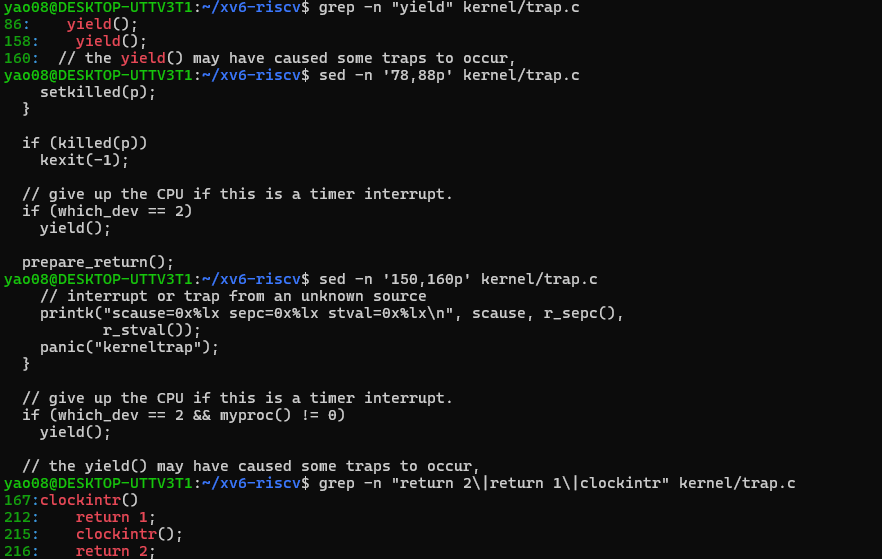 yao08@DESKTOP-UTTV3T1:~/xv6-riscv$ grep -n "yield" kernel/trap.c
86:    yield();
158:    yield();
160:  // the yield() may have caused some traps to occur,
yao08@DESKTOP-UTTV3T1:~/xv6-riscv$ sed -n '78,88p' kernel/trap.c
    setkilled(p);
  }

  if (killed(p))
    kexit(-1);

  // give up the CPU if this is a timer interrupt.
  if (which_dev == 2)
    yield();

  prepare_return();
yao08@DESKTOP-UTTV3T1:~/xv6-riscv$ sed -n '150,160p' kernel/trap.c
    // interrupt or trap from an unknown source
    printk("scause=0x%lx sepc=0x%lx stval=0x%lx\n", scause, r_sepc(),
           r_stval());
    panic("kerneltrap");
  }

  // give up the CPU if this is a timer interrupt.
  if (which_dev == 2 && myproc() != 0)
    yield();

  // the yield() may have caused some traps to occur,
yao08@DESKTOP-UTTV3T1:~/xv6-riscv$ grep -n "return 2\|return 1\|clockintr" kernel/trap.c
167:clockintr()
212:    return 1;
215:    clockintr();
216:    return 2;